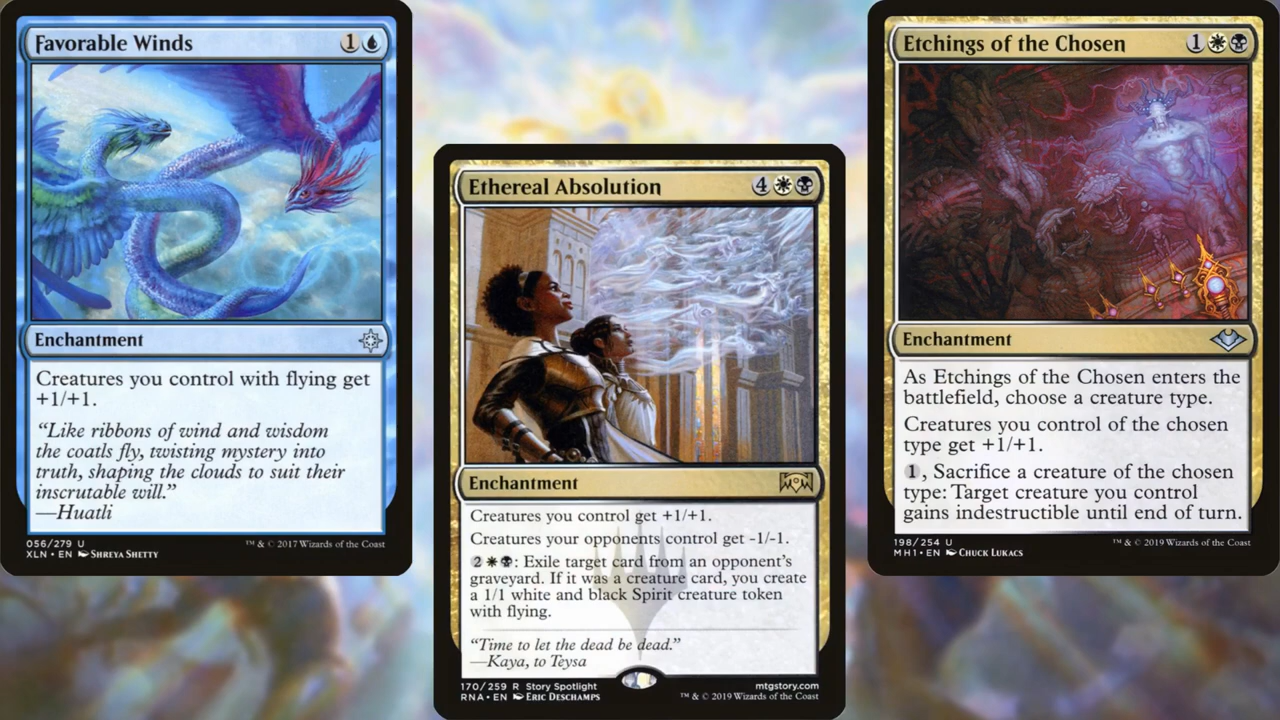 Favorable Winds 1
Enchantment
Creatures you control with flying get
+1/+1.
“Like ribbons of wind and wisdom
the coatls fly, twisting mystery into
truth, shaping the clouds to suit their
inscrutable will.”
—Huatli
056/279 U
XLN • EN Shreya Shetty
™ & © 2017 Wizards of the Coast
Ethereal Absolution 4
Enchantment
Creatures you control get +1/+1.
Creatures your opponents control get -1/-1.
2: Exile target card from an opponent's
graveyard. If it was a creature card, you create
a 1/1 white and black Spirit creature token
with flying.
“Time to let the dead be dead.”
—Kaya, to Teysa
170/259 R Story Spotlight
RNA • EN Eric Deschamps
mtgstory.com
™ & © 2019 Wizards of the Coast
Etchings of the Chosen 1
Enchantment
As Etchings of the Chosen enters the
battlefield, choose a creature type.
Creatures you control of the chosen
type get +1/+1.
1, Sacrifice a creature of the chosen
type: Target creature you control
gains indestructible until end of turn.
198/254 U
MH1 • EN Chuck Lukacs
™ & © 2019 Wizards of the Coast